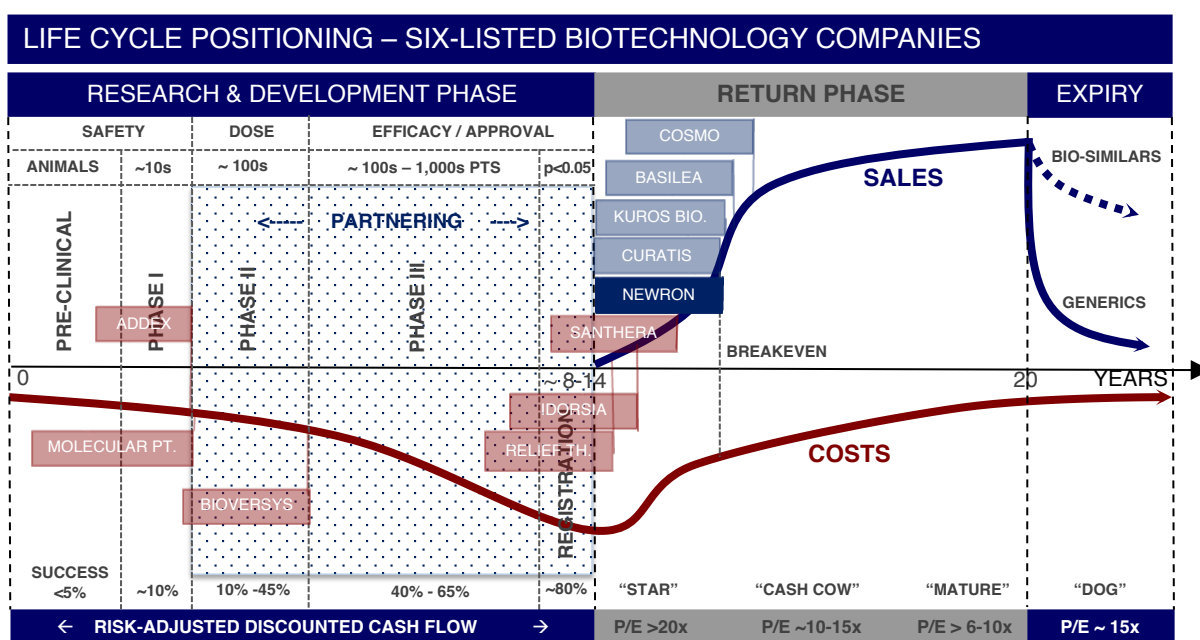 LIFE CYCLE POSITIONING – SIX-LISTED BIOTECHNOLOGY COMPANIES
RESEARCH & DEVELOPMENT PHASE
RETURN PHASE
EXPIRY
SAFETY
DOSE
EFFICACY / APPROVAL
ANIMALS
~10s
~ 100s
~ 100s – 1,000s PTS
p<0.05
COSMO
BASILEA
KUROS BIO.
CURATIS
NEWRON
SANTHERA
SALES
BIO-SIMILARS
GENERICS
<----- PARTNERING ----->
PRE-CLINICAL
PHASE I
PHASE II
PHASE III
ADDEX
BREAKEVEN
0
~ 8-14
20
YEARS
IDORSIA
MOLECULAR PT.
RELIEF TH.
BIOVERSYS
REGISTRATION
COSTS
SUCCESS
<5%
~10%
10% -45%
40% - 65%
~80%
“STAR”
“CASH COW”
“MATURE”
“DOG”
← RISK-ADJUSTED DISCOUNTED CASH FLOW →
P/E >20x
P/E ~10-15x
P/E > 6-10x
P/E ~ 15x